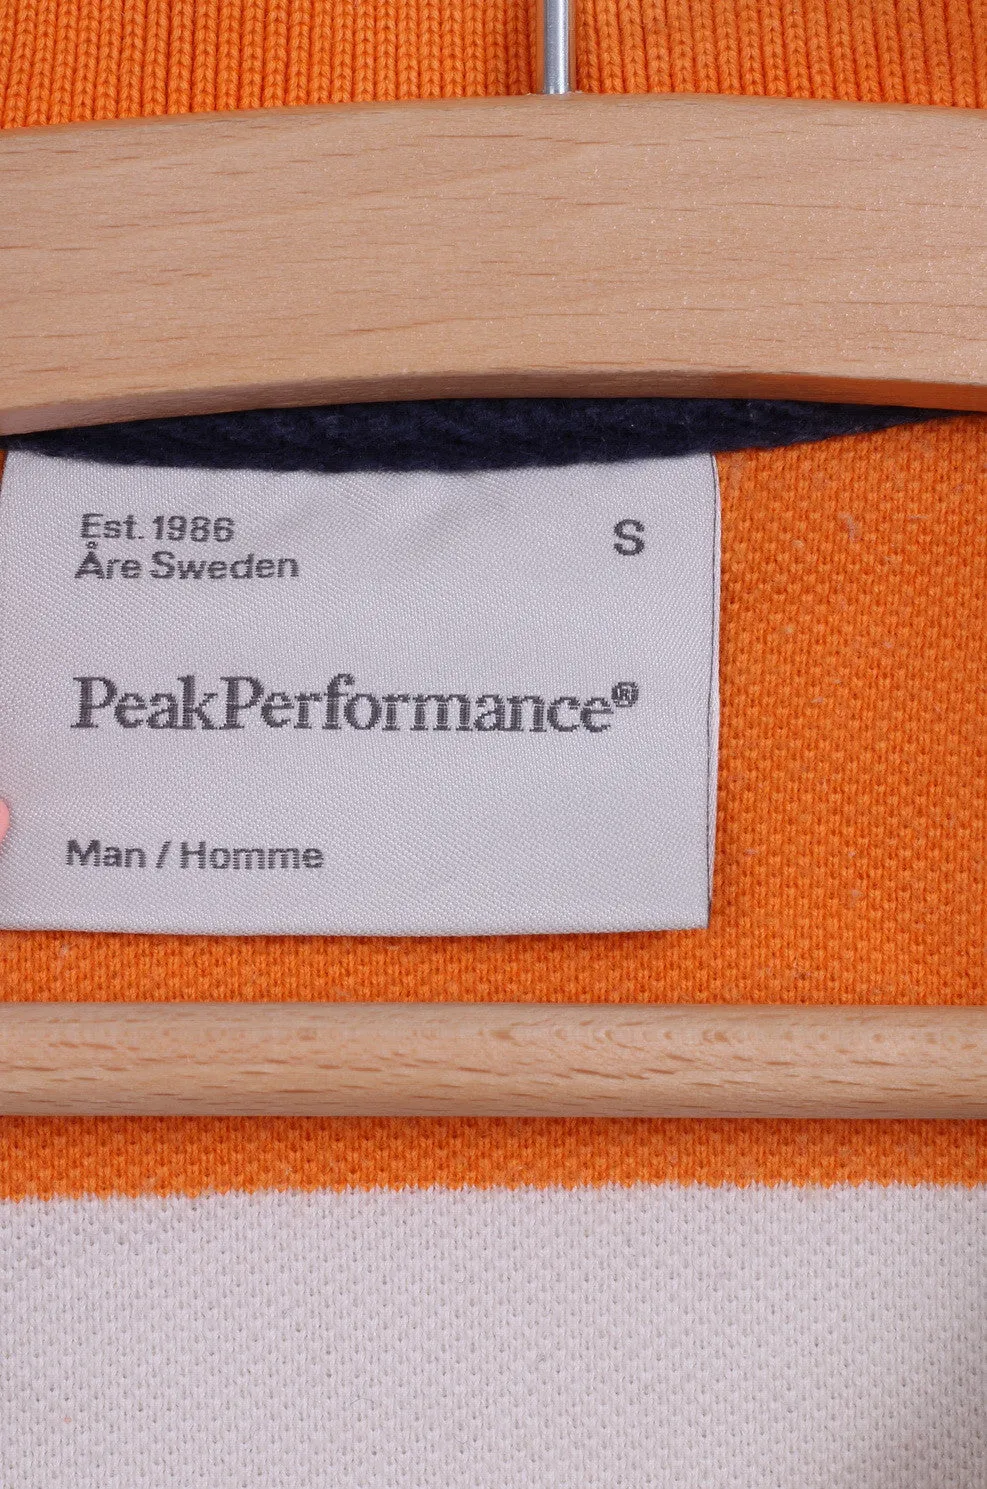 Est. 1986
Åre Sweden
S
PeakPerformance®
Man / Homme